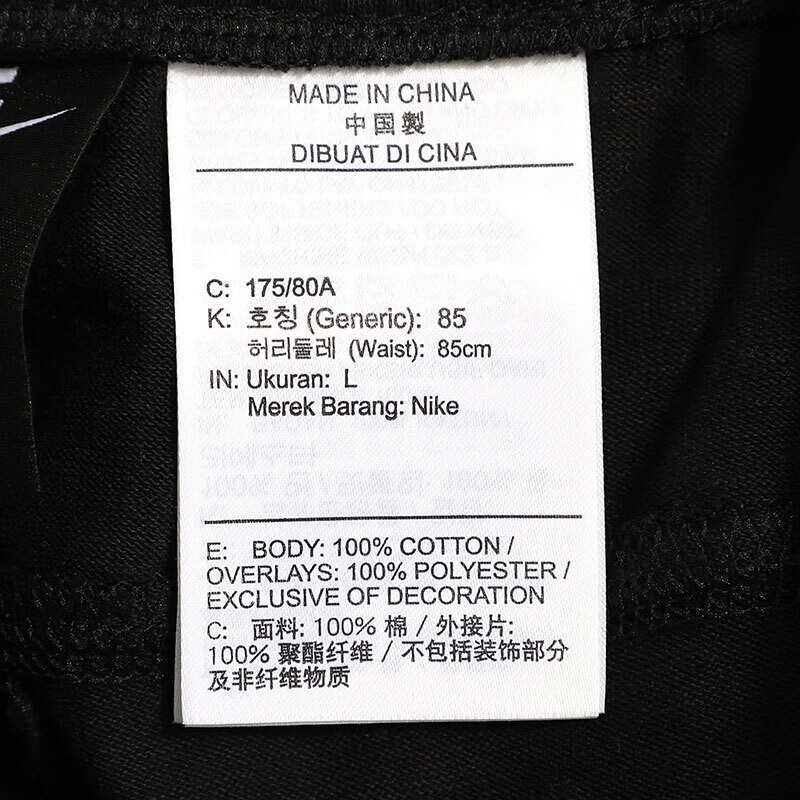 MADE IN CHINA
中国製
DIBUAT DI CINA
C: 175/80A
K: 호칭 (Generic): 85
허리둘레 (Waist): 85cm
IN: Ukuran: L
Merek Barang: Nike
E: BODY: 100% COTTON /
OVERLAYS: 100% POLYESTER /
EXCLUSIVE OF DECORATION
C: 面料: 100% 棉 / 外接片:
100% 聚酯纤维 / 不包括装饰部分
及非纤维物质